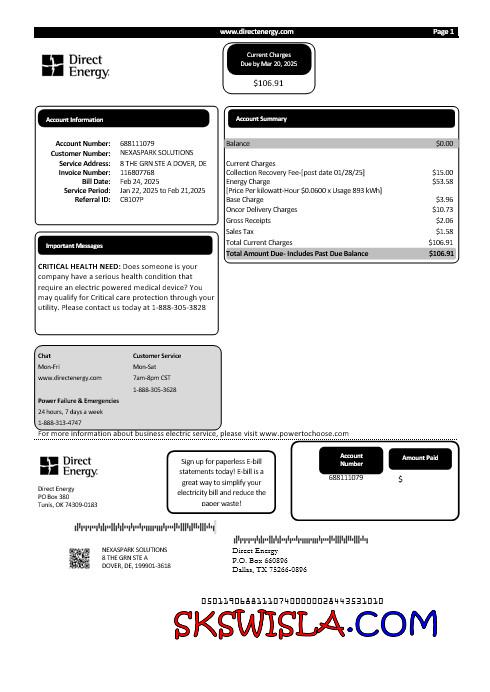 www.directenergy.com Page 1
Direct
Energy.
Current Charges
Due by Mar 20, 2025
$106.91
Account Information
Account Number: 688111079
Customer Number: NEXASPARK SOLUTIONS
Service Address: 8 THE GRN STE A DOVER, DE
Invoice Number: 116807768
Bill Date: Feb 24, 2025
Service Period: Jan 22, 2025 to Feb 21,2025
Referral ID: CB107P
Account Summary
Balance $0.00
Current Charges
Collection Recovery Fee-[post date 01/28/25] $15.00
Energy Charge $53.58
[Price Per kilowatt-Hour $0.0600 x Usage 893 kWh]
Base Charge $3.96
Oncor Delivery Charges $10.73
Gross Receipts $2.06
Sales Tax $1.58
Total Current Charges $106.91
Total Amount Due- Includes Past Due Balance $106.91
Important Messages
CRITICAL HEALTH NEED: Does someone is your
company have a serious health condition that
require an electric powered medical device? You
may qualify for Critical care protection through your
utility. Please contact us today at 1-888-305-3828
Chat
Mon-Fri
www.directenergy.com
Customer Service
Mon-Sat
7am-8pm CST
1-888-305-3628
Power Failure & Emergencies
24 hours, 7 days a week
1-888-313-4747
For more information about business electric service, please visit www.powertochoose.com
Direct
Energy.
Direct Energy
PO Box 380
Tunis, OK 74309-0183
Sign up for paperless E-bill
statements today! E-bill is a
great way to simplify your
electricity bill and reduce the
paper waste!
Account
Number
688111079
Amount Paid
$
NEXASPARK SOLUTIONS
8 THE GRN STE A
DOVER, DE, 199901-3618
Direct Energy
P.O. Box 660896
Dallas, TX 75266-0896
05011906881110740000002844353​1010
SKSWISLA.COM